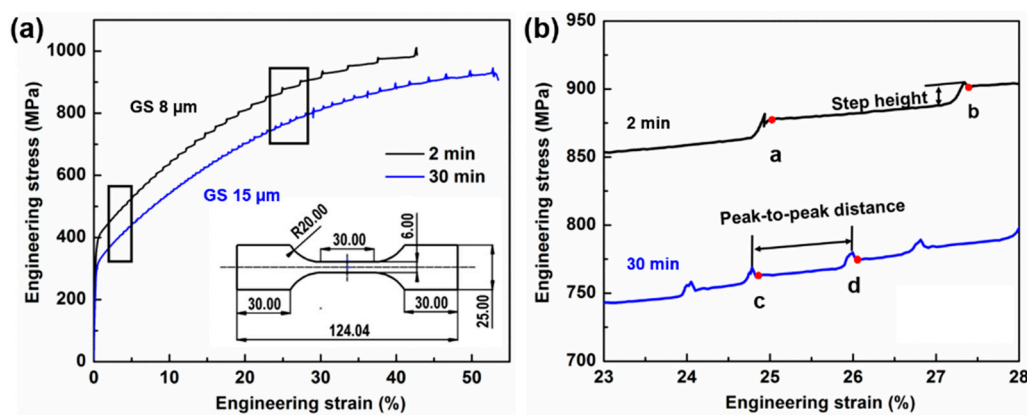 (a)
1000
800
600
500
400
200
0
Engineering stress (MPa)
GS 8 µm
GS 15 µm
2 min
30 min
R20.00
30.00
6.00
30.00
30.00
25.00
124.04
0 10 20 30 40 50
Engineering strain (%)
(b)
950
900
850
800
750
700
Engineering stress (MPa)
2 min
Step height
a
b
Peak-to-peak distance
30 min
c
d
23 24 25 26 27 28
Engineering strain (%)